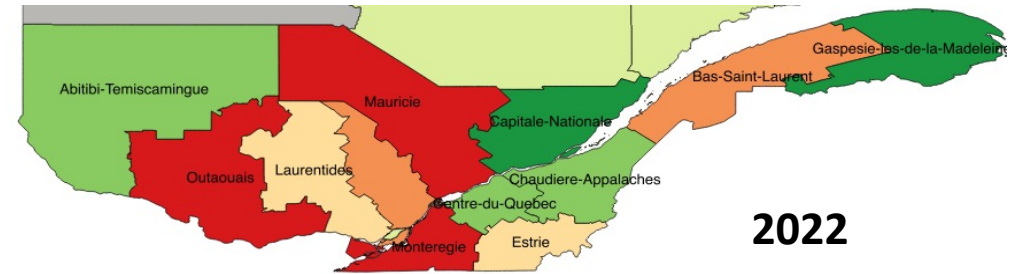 Gaspesie-Iles-de-la-Madeleine
Bas-Saint-Laurent
Abitibi-Temiscamingue
Mauricie
Capitale-Nationale
Laurentides
Outaouais
Chaudiere-Appalaches
Centre-du-Quebec
Monteregie
Estrie
2022